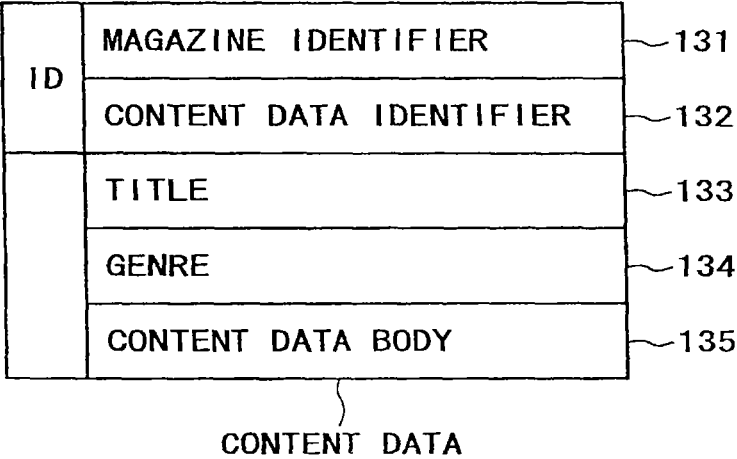 MAGAZINE IDENTIFIER 131
ID
CONTENT DATA IDENTIFIER 132
TITLE 133
GENRE 134
CONTENT DATA BODY 135
CONTENT DATA